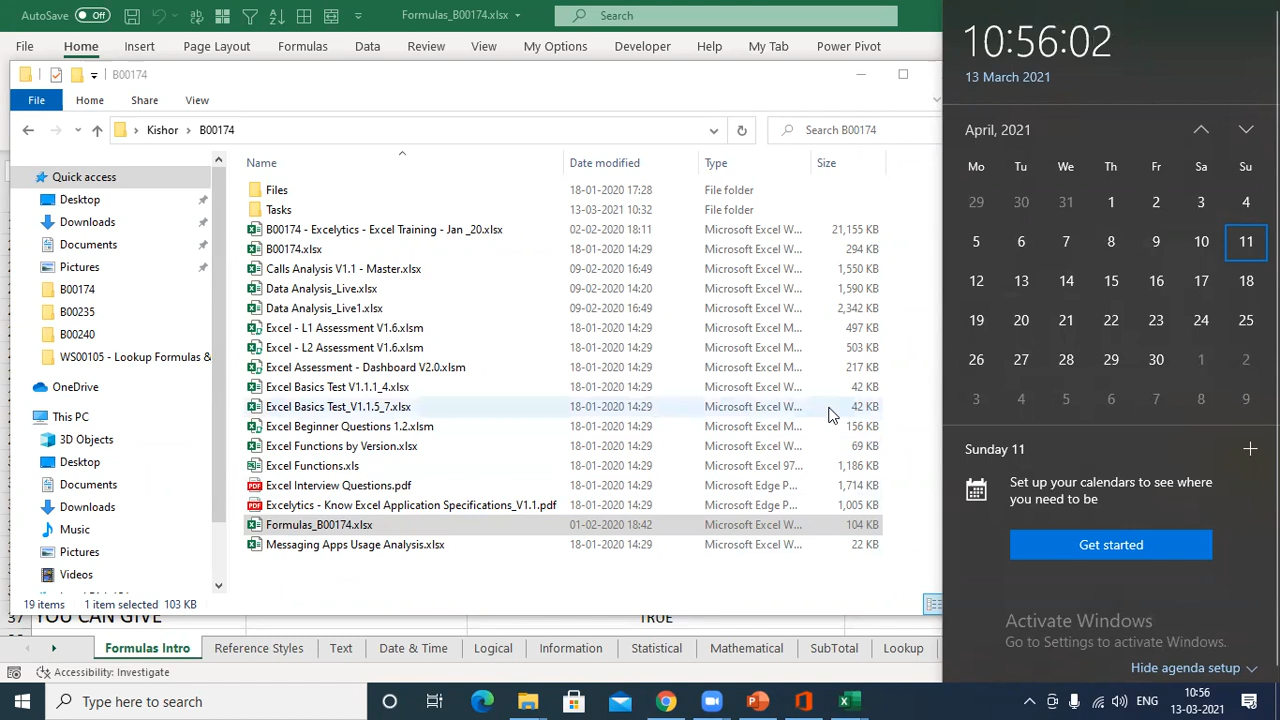 AutoSave Off Formulas_B00174.xlsx Search
File Home Insert Page Layout Formulas Data Review View My Options Developer Help My Tab Power Pivot
B00174
File Home Share View
Kishor B00174 Search B00174
Quick access
Desktop
Downloads
Documents
Pictures
B00174
B00235
B00240
WS00105 - Lookup Formulas &
OneDrive
This PC
3D Objects
Desktop
Documents
Downloads
Music
Pictures
Videos
Name Date modified Type Size
Files 18-01-2020 17:28 File folder
Tasks 13-03-2021 10:32 File folder
B00174 - Excelytics - Excel Training - Jan _20.xlsx 02-02-2020 18:11 Microsoft Excel W... 21,155 KB
B00174.xlsx 18-01-2020 14:29 Microsoft Excel W... 294 KB
Calls Analysis V1.1 - Master.xlsx 09-02-2020 16:49 Microsoft Excel W... 1,550 KB
Data Analysis_Live.xlsx 09-02-2020 14:20 Microsoft Excel W... 1,590 KB
Data Analysis_Live1.xlsx 09-02-2020 16:49 Microsoft Excel W... 2,342 KB
Excel - L1 Assessment V1.6.xlsm 18-01-2020 14:29 Microsoft Excel M... 497 KB
Excel - L2 Assessment V1.6.xlsm 18-01-2020 14:29 Microsoft Excel M... 503 KB
Excel Assessment - Dashboard V2.0.xlsm 18-01-2020 14:29 Microsoft Excel M... 217 KB
Excel Basics Test V1.1.1_4.xlsx 18-01-2020 14:29 Microsoft Excel W... 42 KB
Excel Basics Test_V1.1.5_7.xlsx 18-01-2020 14:29 Microsoft Excel W... 42 KB
Excel Beginner Questions 1.2.xlsm 18-01-2020 14:29 Microsoft Excel M... 156 KB
Excel Functions by Version.xlsx 18-01-2020 14:29 Microsoft Excel W... 69 KB
Excel Functions.xls 18-01-2020 14:29 Microsoft Excel 97... 1,186 KB
Excel Interview Questions.pdf 18-01-2020 14:29 Microsoft Edge P... 1,714 KB
Excelytics - Know Excel Application Specifications_V1.1.pdf 18-01-2020 14:29 Microsoft Edge P... 1,005 KB
Formulas_B00174.xlsx 01-02-2020 18:42 Microsoft Excel W... 104 KB
Messaging Apps Usage Analysis.xlsx 18-01-2020 14:29 Microsoft Excel W... 22 KB
19 items 1 item selected 103 KB
37 YOU CAN GIVE TRUE
Formulas Intro Reference Styles Text Date & Time Logical Information Statistical Mathematical SubTotal Lookup
Accessibility: Investigate
10:56:02
13 March 2021
April, 2021
Mo Tu We Th Fr Sa Su
29 30 31 1 2 3 4
5 6 7 8 9 10 11
12 13 14 15 16 17 18
19 20 21 22 23 24 25
26 27 28 29 30 1 2
3 4 5 6 7 8 9
Sunday 11
Set up your calendars to see where
you need to be
Get started
Activate Windows
Go to Settings to activate Windows.
Hide agenda setup
Type here to search
ENG
10:56
13-03-2021